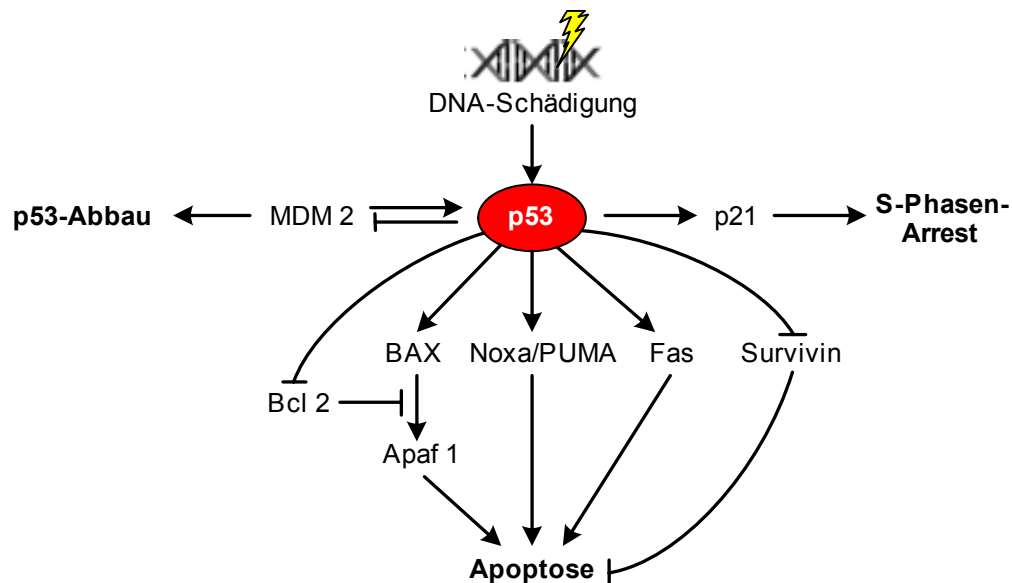 DNA-Schädigung
p53-Abbau
MDM 2
p53
p21
S-Phasen-
Arrest
BAX
Noxa/PUMA
Fas
Survivin
Bcl 2
Apaf 1
Apoptose